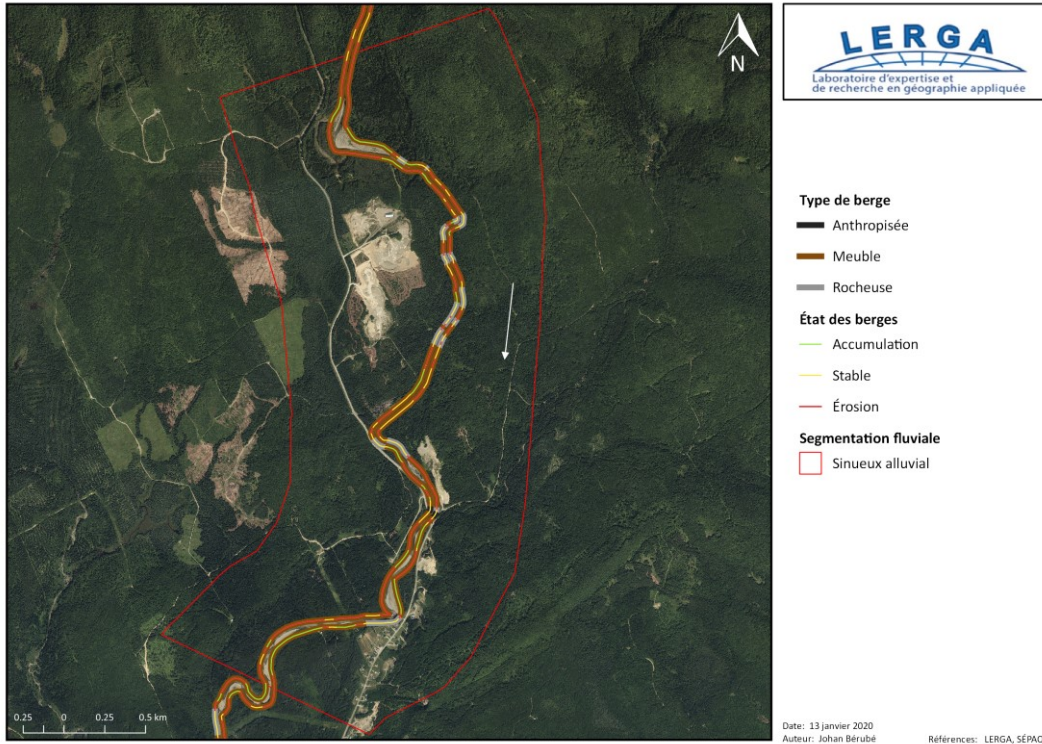 N
0.25 0 0.25 0.5 km
LERGA
Laboratoire d'expertise et
de recherche en géographie appliquée
Type de berge
Anthropisée
Meuble
Rocheuse
État des berges
Accumulation
Stable
Érosion
Segmentation fluviale
Sinueux alluvial
Date: 13 janvier 2020
Auteur: Johan Bérubé Références: LERGA, SÉPAQ